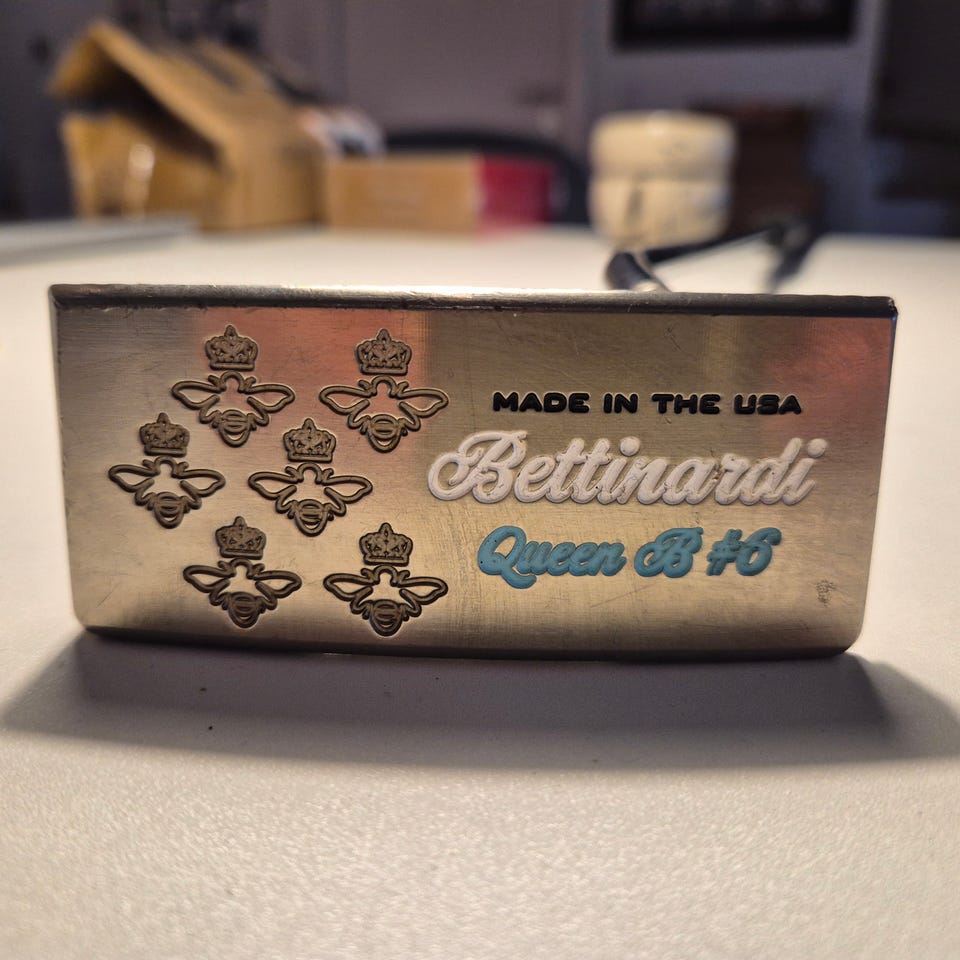 MADE IN THE USA
Bettinardi
Queen B #6